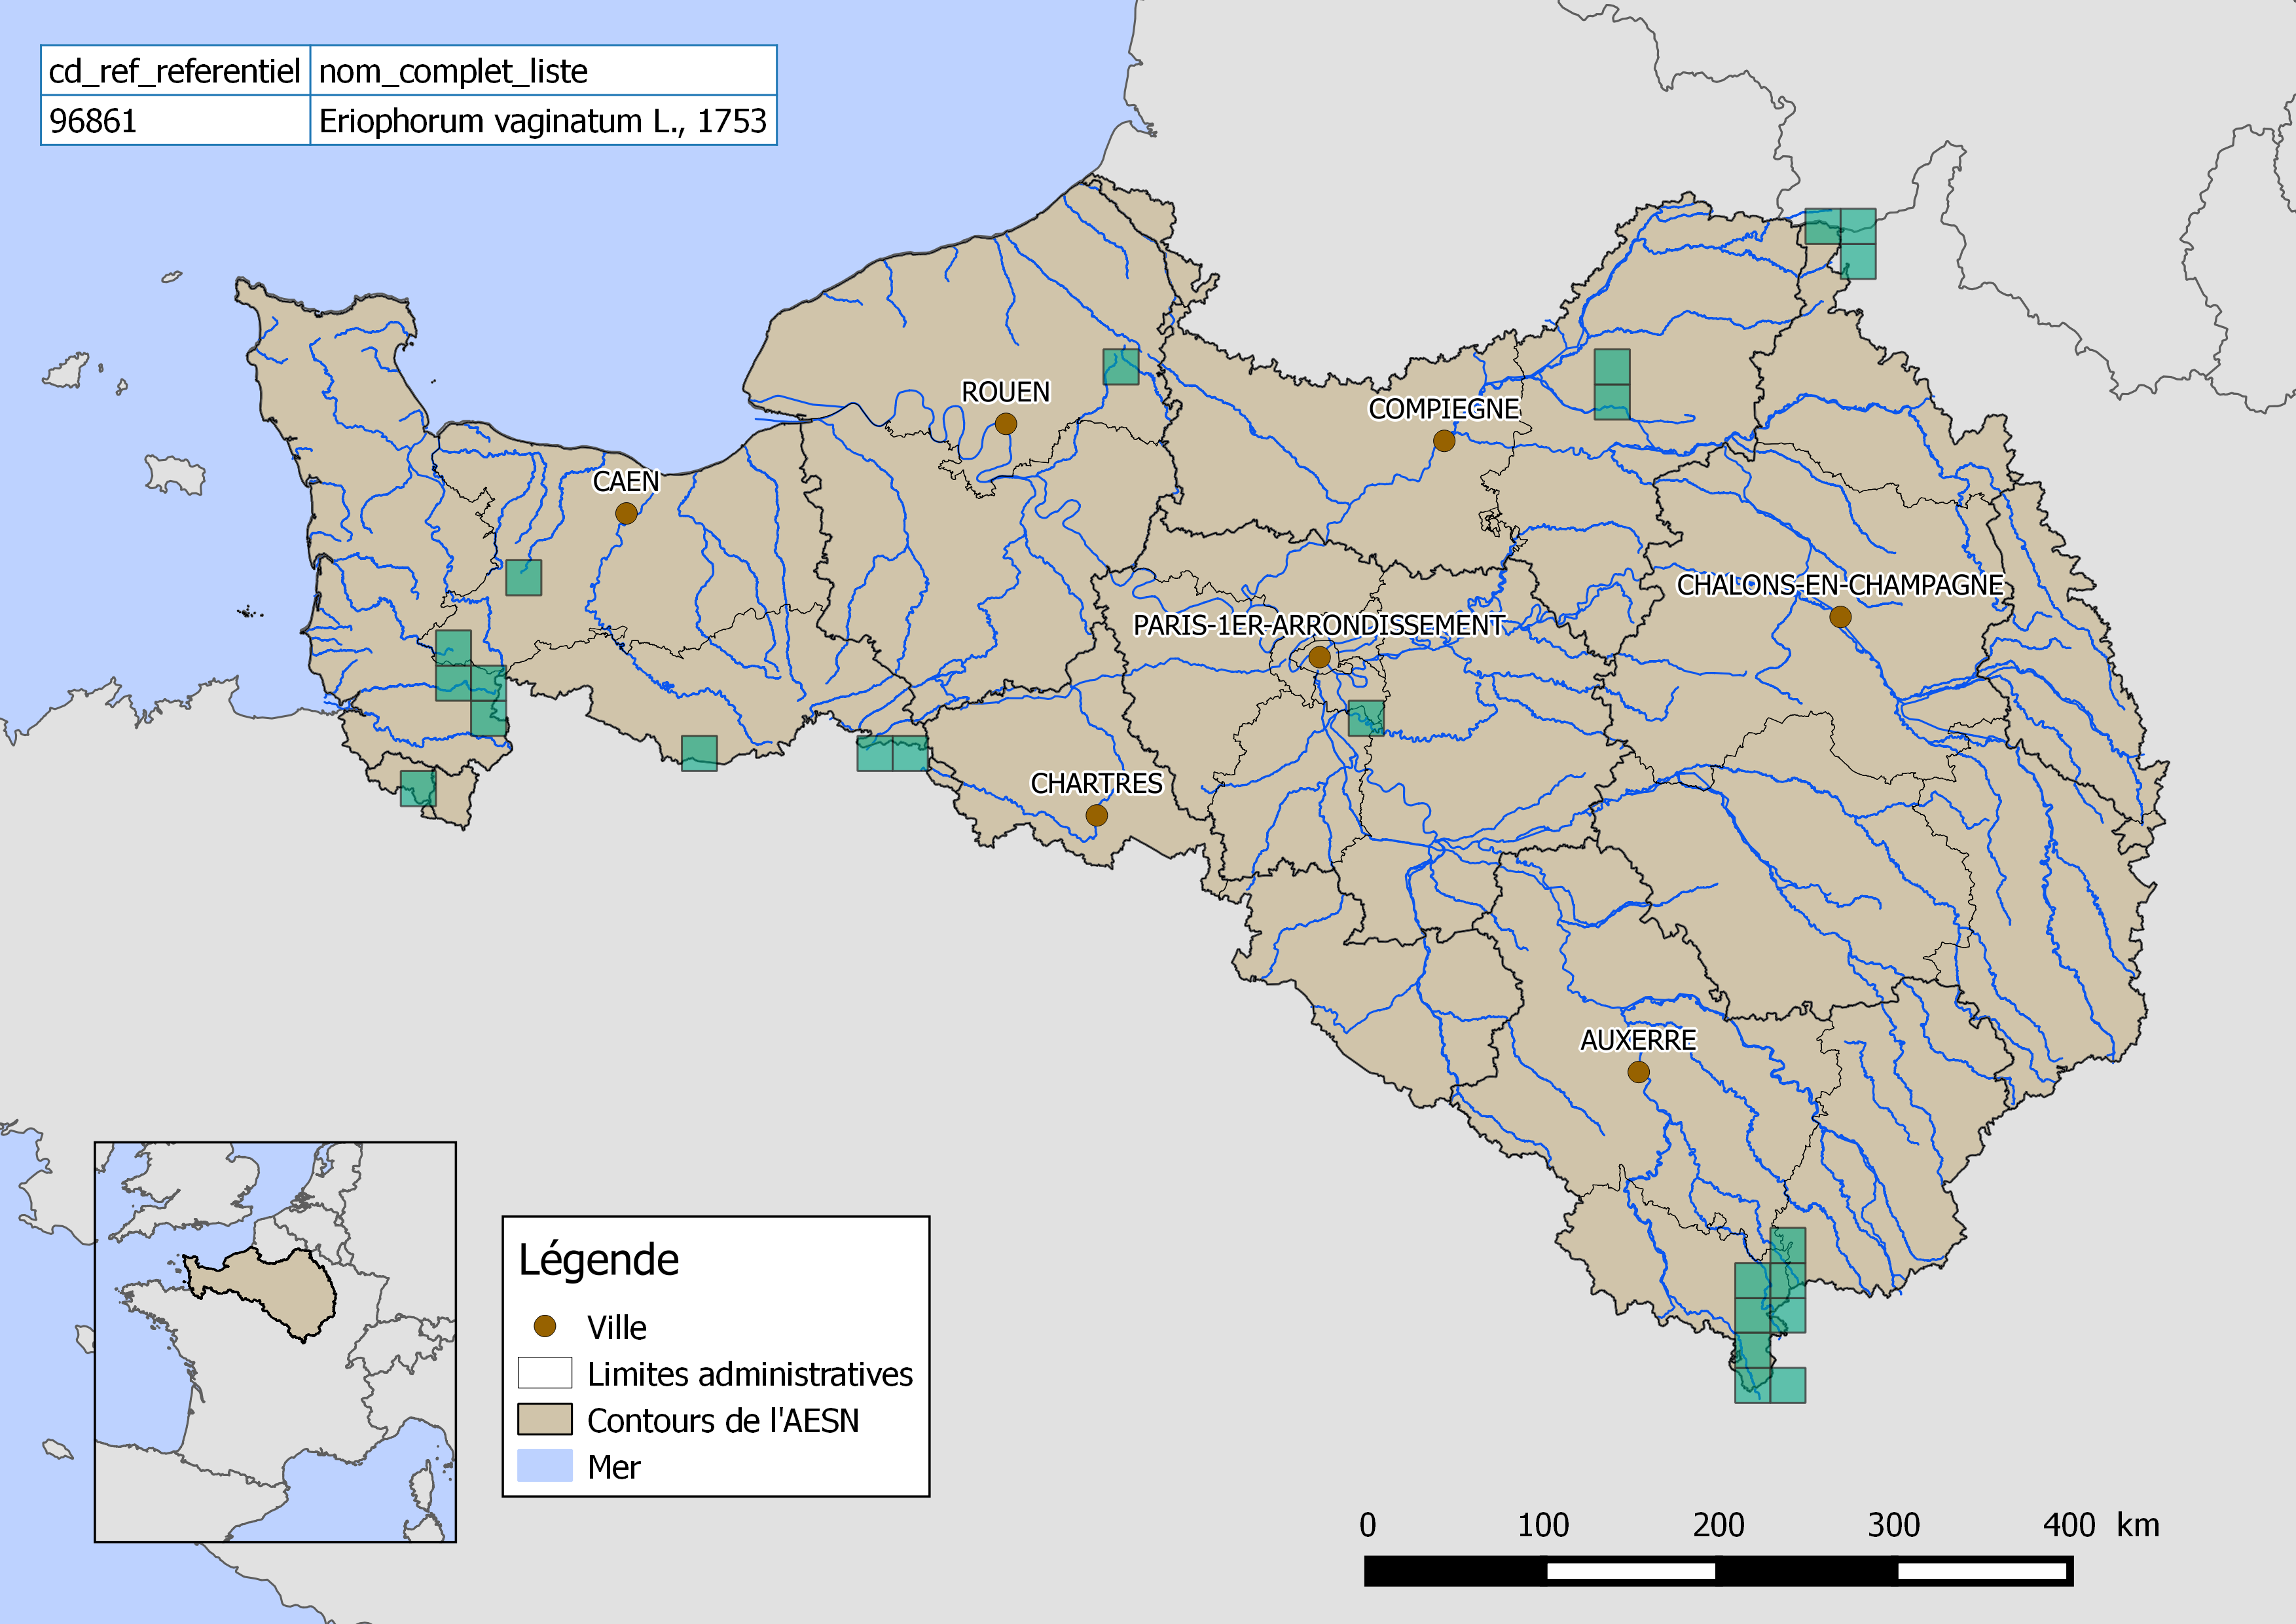 cd_ref_referentiel nom_complet_liste
96861 Eriophorum vaginatum L., 1753
ROUEN
COMPIEGNE
CAEN
CHALONS-EN-CHAMPAGNE
PARIS-1ER-ARRONDISSEMENT
CHARTRES
AUXERRE
Légende
Ville
Limites administratives
Contours de l'AESN
Mer
0 100 200 300 400 km